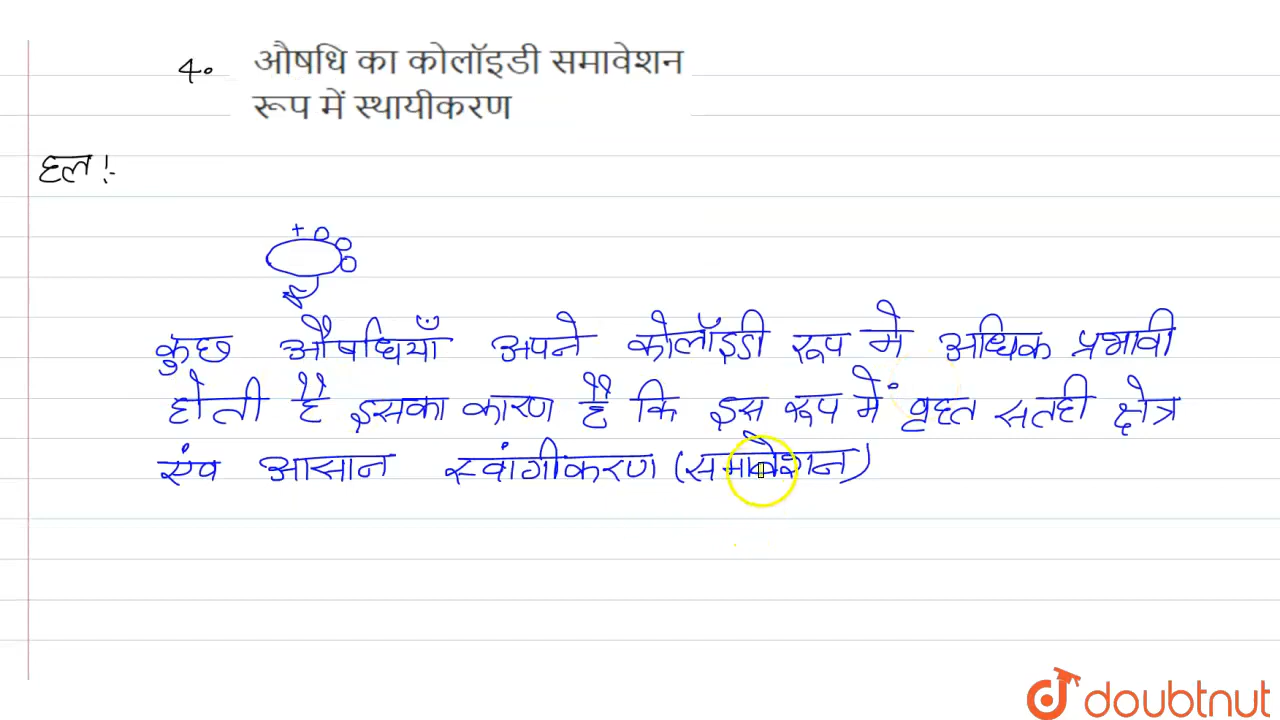 4. औषधि का कोलॉइडी समावेशन
रूप में स्थायीकरण
हल :-
कुछ औषधियाँ अपने कोलॉइडी रूप मे अधिक प्रभावी
होती है इसका कारण है कि इस रूप में वृहत सतही क्षेत्र
एंव आसान स्वांगीकरण (समावेशन)
doubtnut